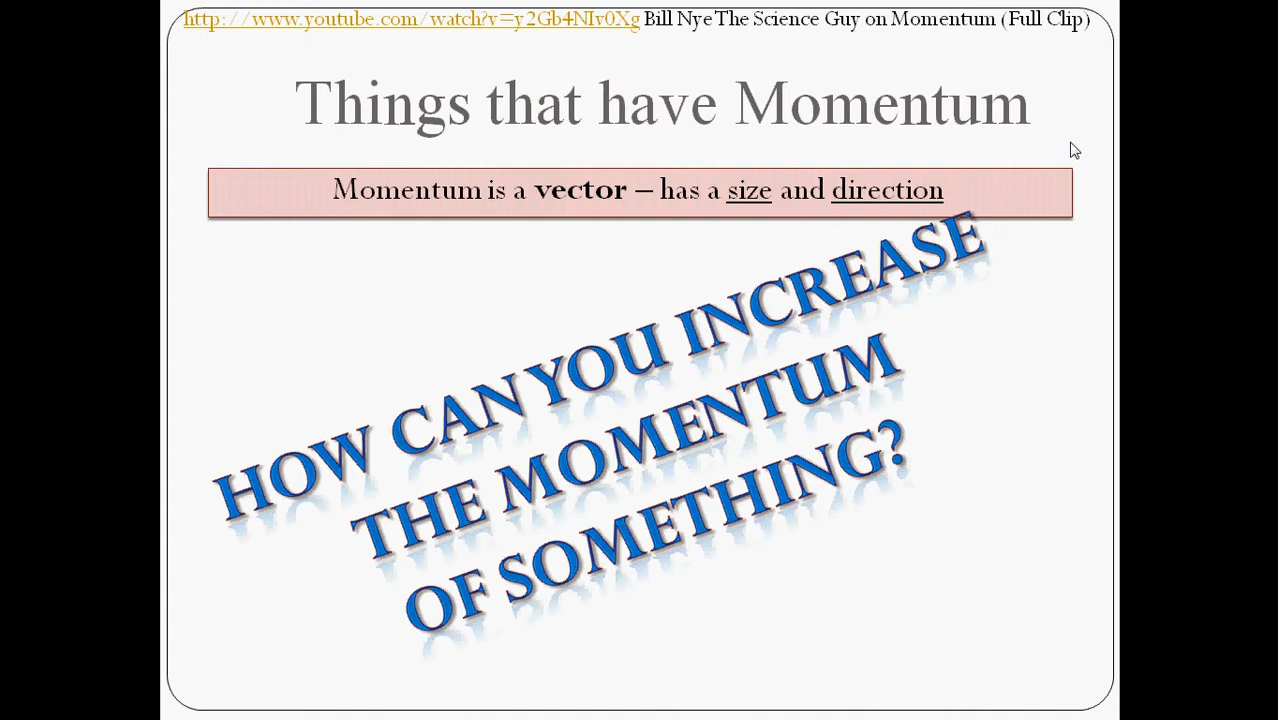 http://www.youtube.com/watch?v=y2Gb4NIv0Xg Bill Nye The Science Guy on Momentum (Full Clip)
Things that have Momentum
Momentum is a vector – has a size and direction
HOW CAN YOU INCREASE
THE MOMENTUM
OF SOMETHING?